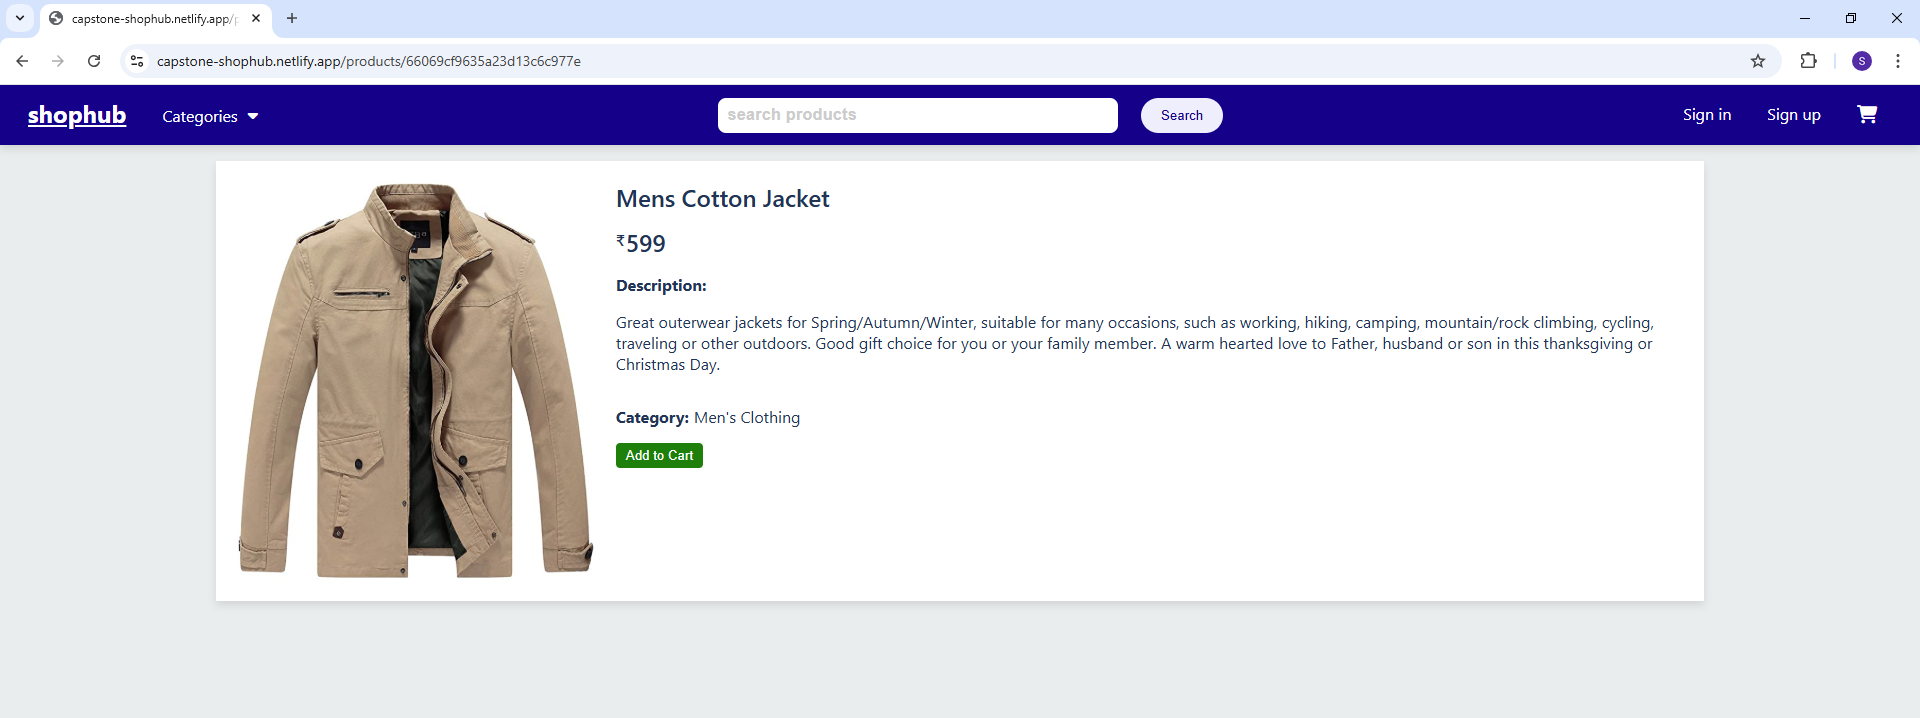 capstone-shophub.netlify.app/p
capstone-shophub.netlify.app/products/66069cf9635a23d13c6c977e
S
shophub
Categories
search products
Search
Sign in
Sign up
Mens Cotton Jacket
₹599
Description:
Great outerwear jackets for Spring/Autumn/Winter, suitable for many occasions, such as working, hiking, camping, mountain/rock climbing, cycling,
traveling or other outdoors. Good gift choice for you or your family member. A warm hearted love to Father, husband or son in this thanksgiving or
Christmas Day.
Category: Men's Clothing
Add to Cart